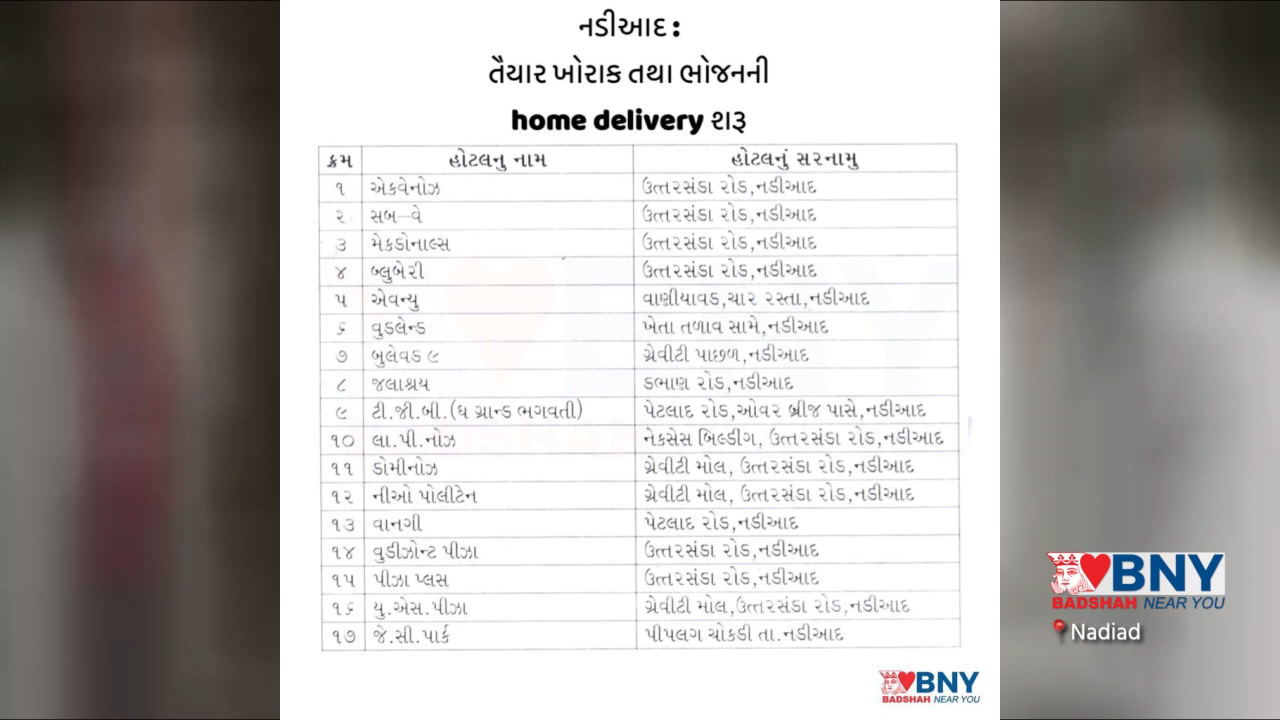 નડીઆદ :
તૈયાર ખોરાક તથા ભોજનની
home delivery શરૂ
ક્રમ હોટલનુ નામ હોટલનું સરનામુ
૧ એકવેનોઝ ઉત્તરસંડા રોડ,નડીઆદ
૨ સબ–વે ઉત્તરસંડા રોડ,નડીઆદ
૩ મેકડોનાલ્સ ઉત્તરસંડા રોડ,નડીઆદ
૪ બ્લુબેરી ઉત્તરસંડા રોડ,નડીઆદ
૫ એવન્યુ વાણીયાવડ,ચાર રસ્તા,નડીઆદ
૬ વુડલેન્ડ ખેતા તળાવ સામે,નડીઆદ
૭ બુલેવડ ૯ ગ્રેવીટી પાછળ,નડીઆદ
૮ જલાશ્રય ડભાણ રોડ,નડીઆદ
૯ ટી.જી.બી.(ધ ગ્રાન્ડ ભગવતી) પેટલાદ રોડ,ઓવર બ્રીજ પાસે,નડીઆદ
૧૦ લા.પી.નોઝ નેકસેસ બિલ્ડીગ, ઉત્તરસંડા રોડ,નડીઆદ
૧૧ ડોમીનોઝ ગ્રેવીટી મોલ, ઉત્તરસંડા રોડ,નડીઆદ
૧૨ નીઓ પોલીટેન ગ્રેવીટી મોલ, ઉત્તરસંડા રોડ,નડીઆદ
૧૩ વાનગી પેટલાદ રોડ,નડીઆદ
૧૪ વુડીઝોન્ટ પીઝા ઉત્તરસંડા રોડ,નડીઆદ
૧૫ પીઝા પ્લસ ઉત્તરસંડા રોડ,નડીઆદ
૧૬ યુ.એસ.પીઝા ગ્રેવીટી મોલ,ઉત્તરસંડા રોડ,નડીઆદ
૧૭ જે.સી.પાર્ક પીપલગ ચોકડી તા.નડીઆદ
BNY
BADSHAH NEAR YOU
BNY
BADSHAH NEAR YOU
Nadiad